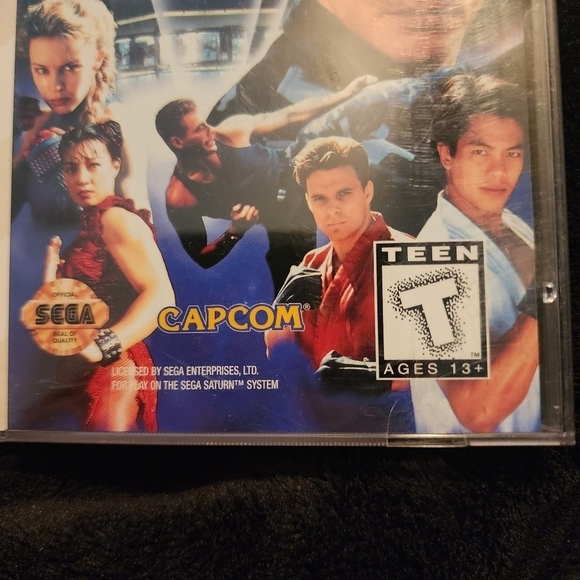 TEEN
T
™
AGES 13+
OFFICIAL
SEGA
SEAL OF
QUALITY
CAPCOM®
LICENSED BY SEGA ENTERPRISES, LTD.
FOR PLAY ON THE SEGA SATURN™ SYSTEM